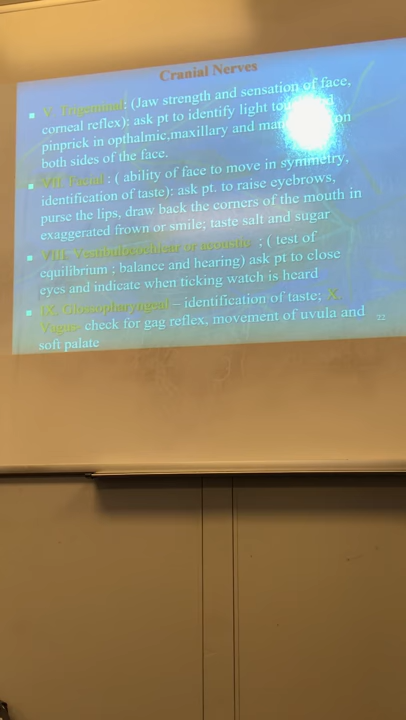 Cranial Nerves
▪ V. Trigeminal: (Jaw strength and sensation of face,
corneal reflex): ask pt to identify light
pinprick in opthalmic,maxillary and on
both sides of the face.
▪ VII. Facial : ( ability of face to move in symmetry,
identification of taste): ask pt. to raise eyebrows,
purse the lips, draw back the corners of the mouth in
exaggerated frown or smile; taste salt and sugar
▪ VIII. Vestibulocochlear or acoustic : ( test of
equilibrium ; balance and hearing) ask pt to close
eyes and indicate when ticking watch is heard
▪ IX. Glossopharyngeal – identification of taste; X.
Vagus- check for gag reflex, movement of uvula and
soft palate
22